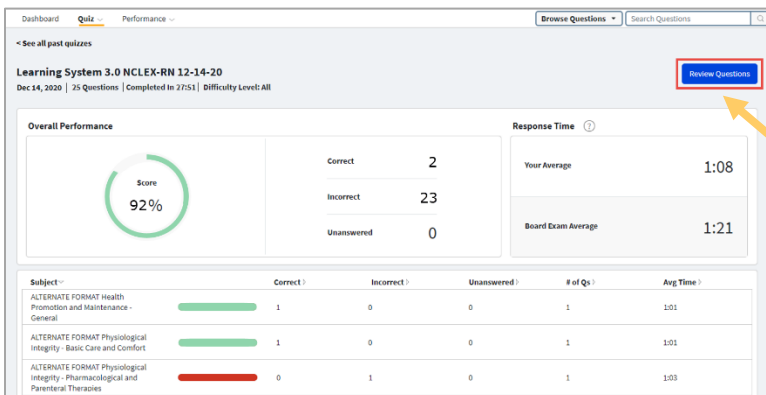 Dashboard Quiz Performance Browse Questions Search Questions
< See all past quizzes
Learning System 3.0 NCLEX-RN 12-14-20
Review Questions
Dec 14, 2020 | 25 Questions | Completed In 27:51 | Difficulty Level: All
Overall Performance
Score
92%
Correct 2
Incorrect 23
Unanswered 0
Response Time ?
Your Average 1:08
Board Exam Average 1:21
Subject Correct Incorrect Unanswered # of Qs Avg Time
ALTERNATE FORMAT Health
Promotion and Maintenance - 1 0 0 1 1:01
General
ALTERNATE FORMAT Physiological
Integrity - Basic Care and Comfort 1 0 0 1 1:01
ALTERNATE FORMAT Physiological
Integrity - Pharmacological and 0 1 0 1 1:03
Parenteral Therapies